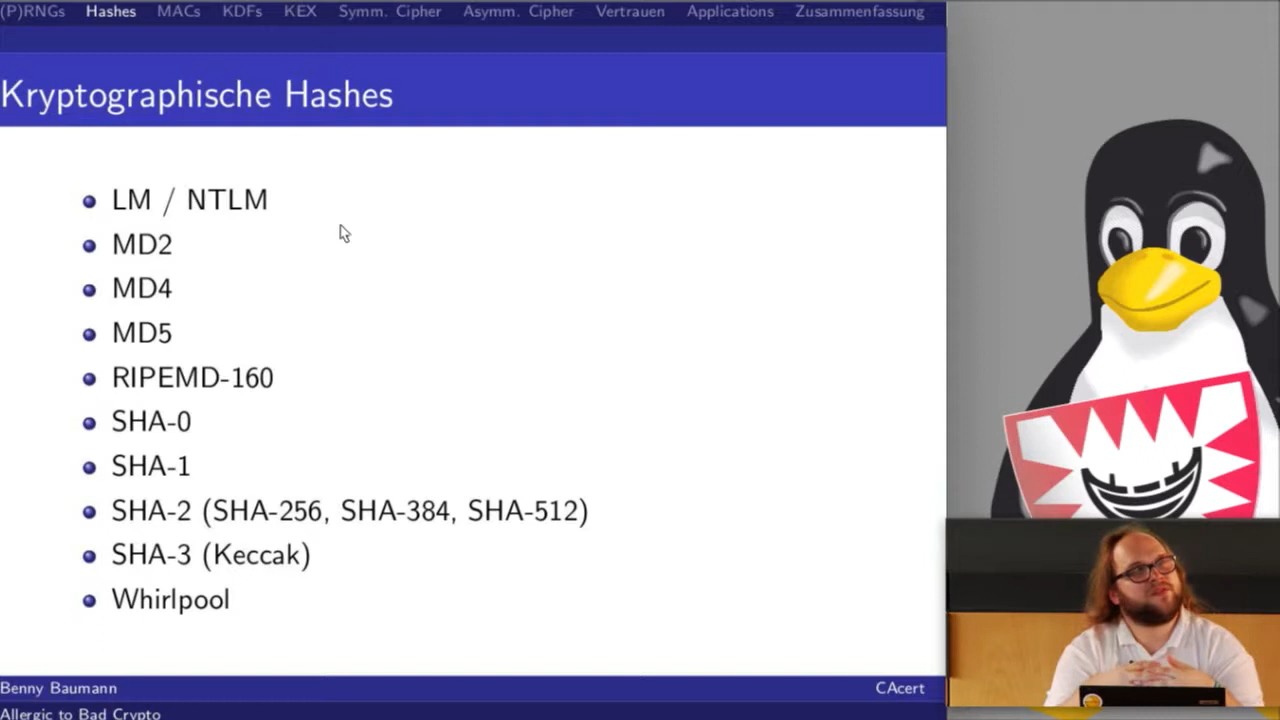 (P)RNGs Hashes MACs KDFs KEX Symm. Cipher Asymm. Cipher Vertrauen Applications Zusammenfassung
Kryptographische Hashes
LM / NTLM
MD2
MD4
MD5
RIPEMD-160
SHA-0
SHA-1
SHA-2 (SHA-256, SHA-384, SHA-512)
SHA-3 (Keccak)
Whirlpool
Benny Baumann CAcert
Allergic to Bad Crypto